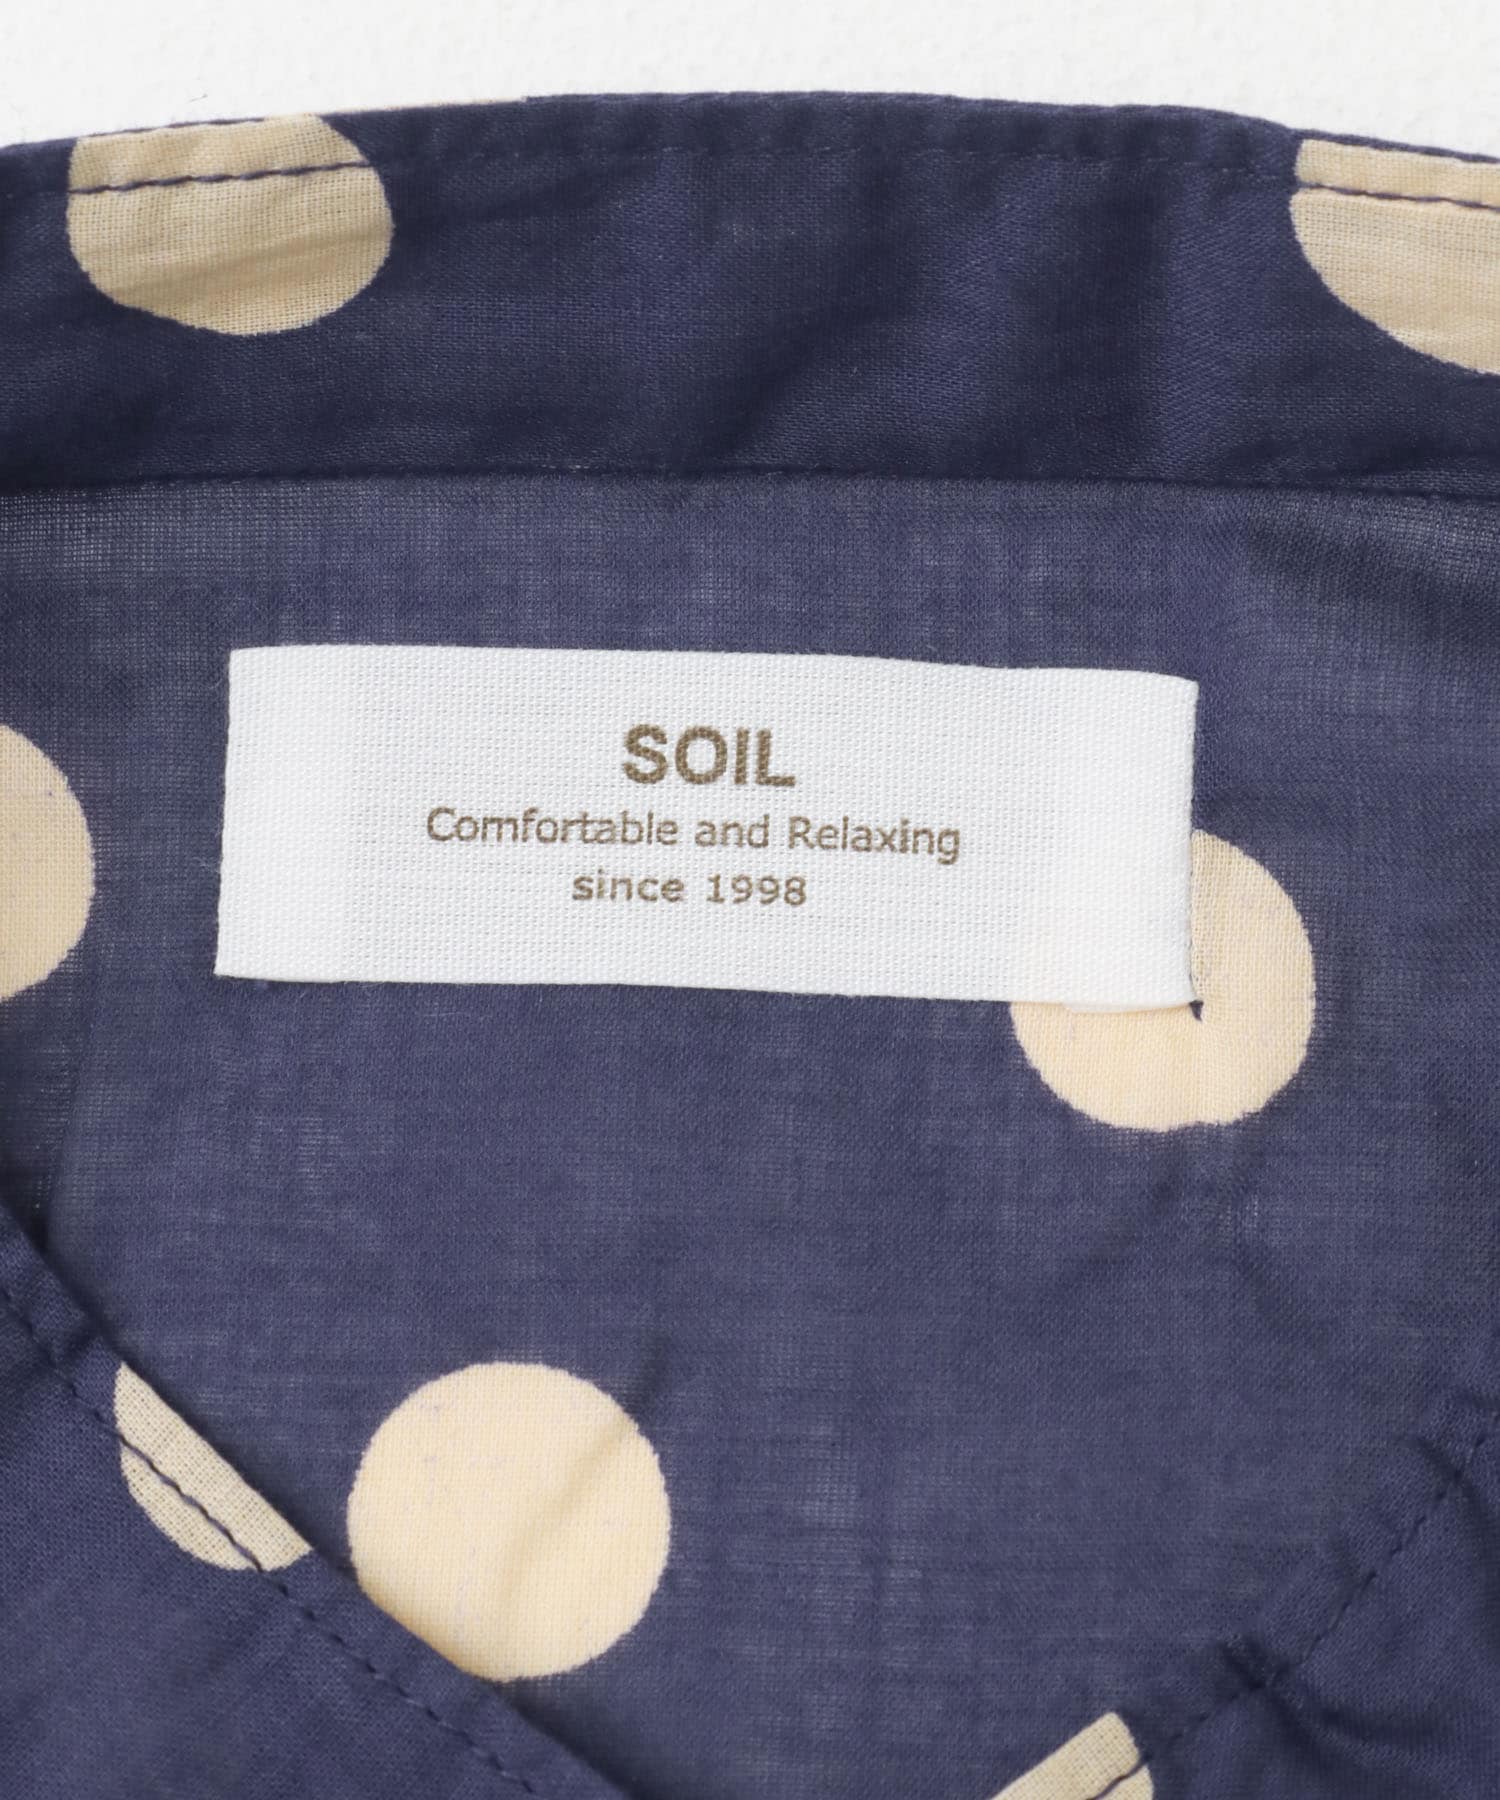 SOIL
Comfortable and Relaxing
since 1998